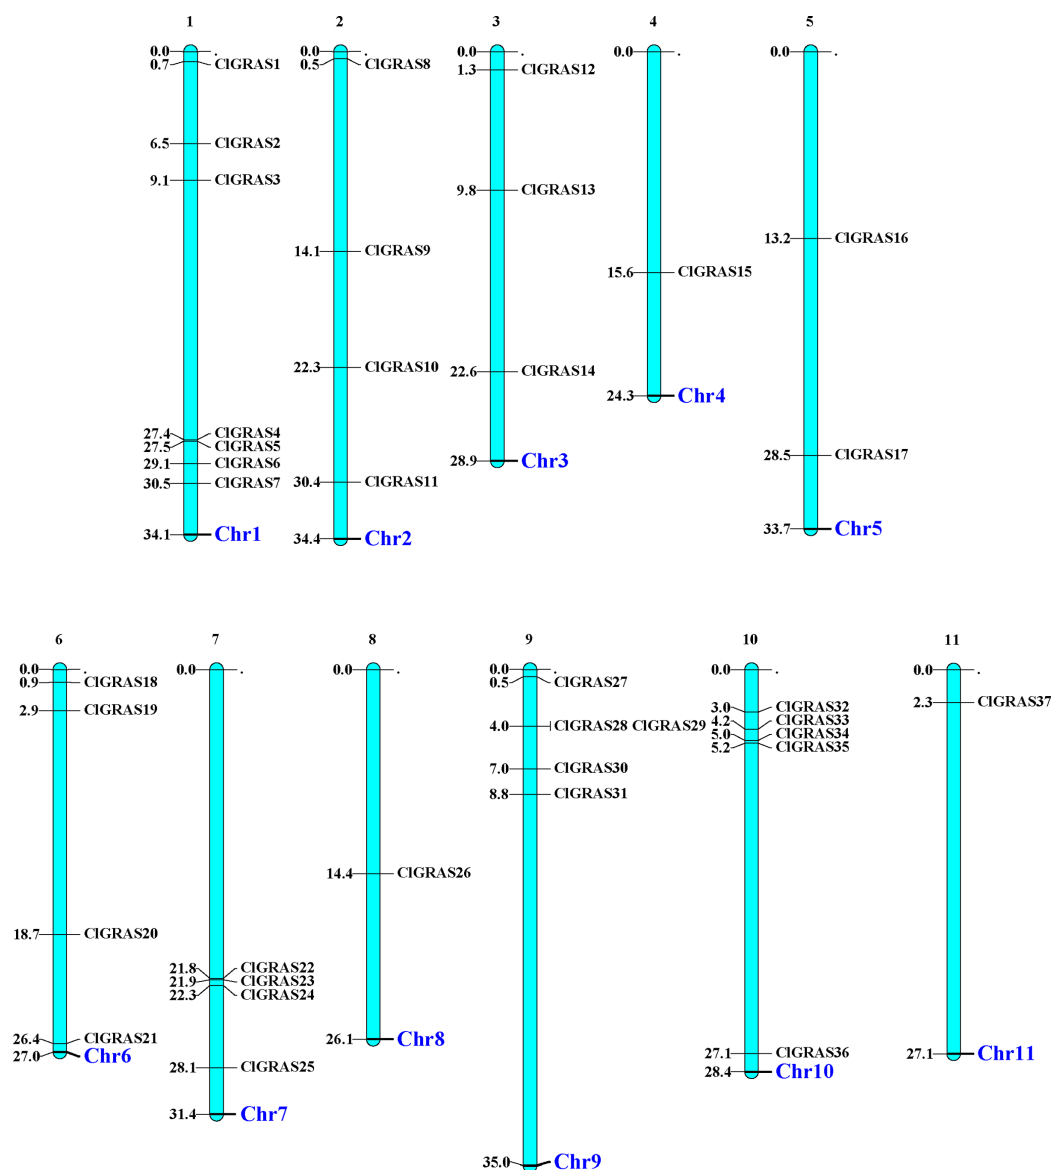 1 2 3 4 5
0.0 . 0.0 . 0.0 . 0.0 . 0.0 .
0.7 ClGRAS1 0.5 ClGRAS8 1.3 ClGRAS12
6.5 ClGRAS2
9.1 ClGRAS3 9.8 ClGRAS13
13.2 ClGRAS16
14.1 ClGRAS9
15.6 ClGRAS15
22.3 ClGRAS10 22.6 ClGRAS14
24.3 Chr4
27.4 ClGRAS4
27.5 ClGRAS5
28.5 ClGRAS17
29.1 ClGRAS6 28.9 Chr3
30.5 ClGRAS7 30.4 ClGRAS11
33.7 Chr5
34.1 Chr1 34.4 Chr2
6 7 8 9 10 11
0.0 . 0.0 . 0.0 . 0.0 . 0.0 . 0.0 .
0.9 ClGRAS18 0.5 ClGRAS27
2.3 ClGRAS37
2.9 ClGRAS19 3.0 ClGRAS32
4.0 ClGRAS28 ClGRAS29 4.2 ClGRAS33
5.0 ClGRAS34
5.2 ClGRAS35
7.0 ClGRAS30
8.8 ClGRAS31
14.4 ClGRAS26
18.7 ClGRAS20
21.8 ClGRAS22
21.9 ClGRAS23
22.3 ClGRAS24
26.4 ClGRAS21 26.1 Chr8
27.0 Chr6 27.1 ClGRAS36 27.1 Chr11
28.1 ClGRAS25 28.4 Chr10
31.4 Chr7
35.0 Chr9